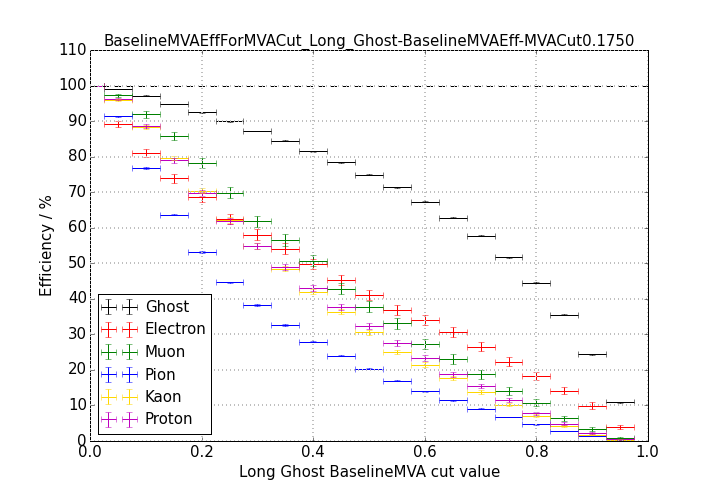 BaselineMVAEffForMVACut_Long_Ghost-BaselineMVAEff-MVACut0.1750
110
100
90
80
70
60
50
40
30
20
10
0
Efficiency / %
Ghost
Electron
Muon
Pion
Kaon
Proton
0.0 0.2 0.4 0.6 0.8 1.0
Long Ghost BaselineMVA cut value